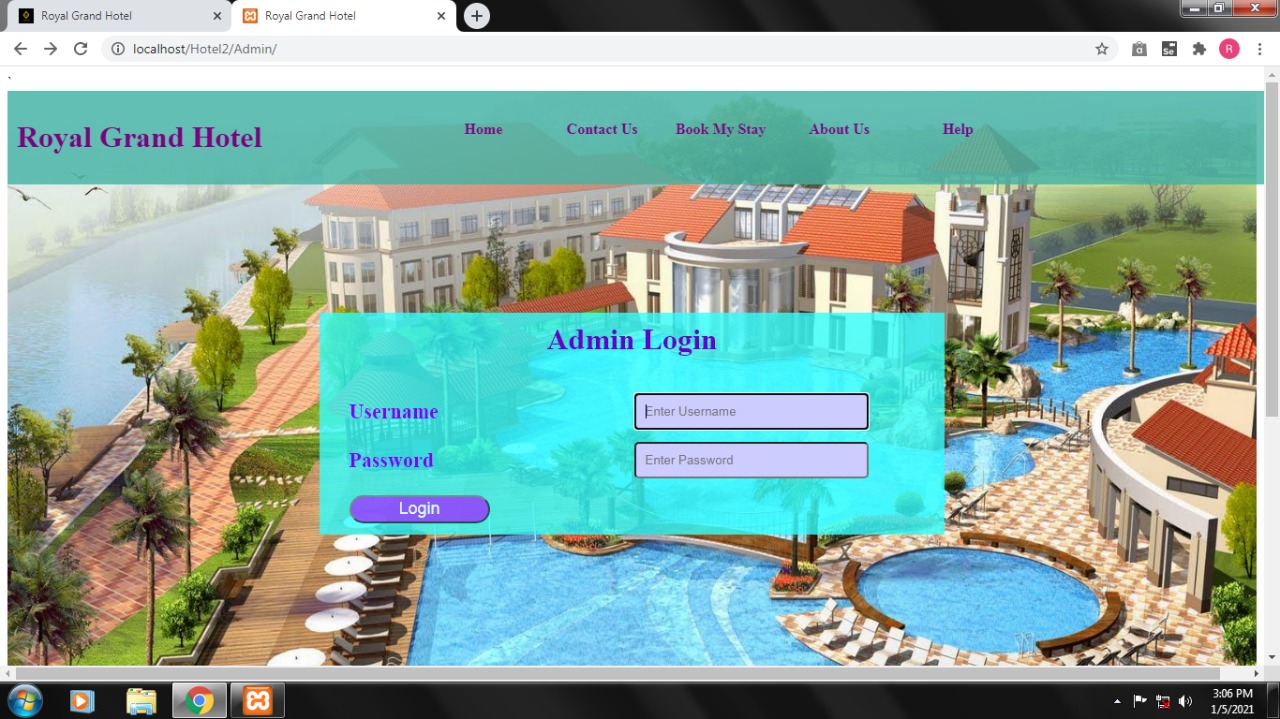 Royal Grand Hotel
Royal Grand Hotel
localhost/Hotel2/Admin/
a
Se
R
`
Royal Grand Hotel
Home
Contact Us
Book My Stay
About Us
Help
Admin Login
Username
Enter Username
Password
Enter Password
Login
3:06 PM
1/5/2021